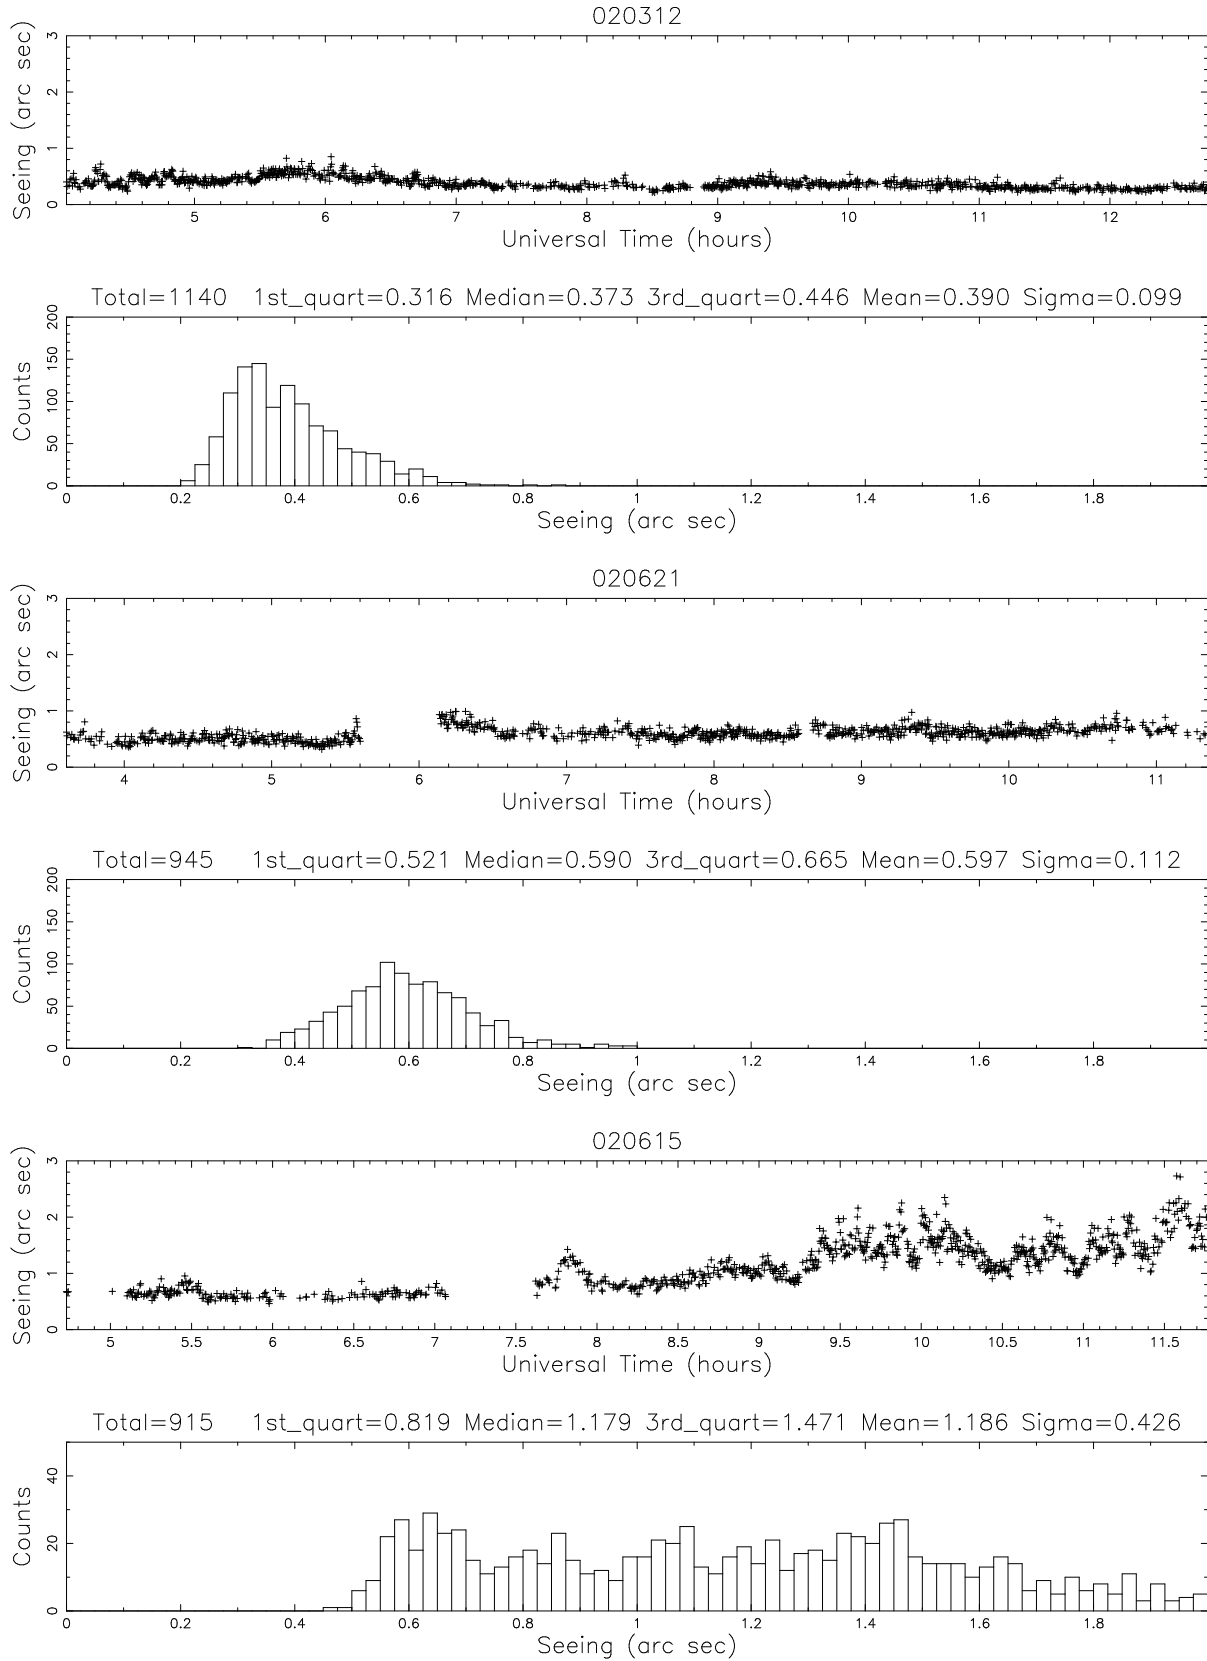 020312
Seeing (arc sec)
3
2
1
0
5 6 7 8 9 10 11 12
Universal Time (hours)
Total=1140 1st_quart=0.316 Median=0.373 3rd_quart=0.446 Mean=0.390 Sigma=0.099
Counts
200
150
100
50
0
0 0.2 0.4 0.6 0.8 1 1.2 1.4 1.6 1.8
Seeing (arc sec)
020621
Seeing (arc sec)
3
2
1
0
4 5 6 7 8 9 10 11
Universal Time (hours)
Total=945 1st_quart=0.521 Median=0.590 3rd_quart=0.665 Mean=0.597 Sigma=0.112
Counts
200
150
100
50
0
0 0.2 0.4 0.6 0.8 1 1.2 1.4 1.6 1.8
Seeing (arc sec)
020615
Seeing (arc sec)
3
2
1
0
5 5.5 6 6.5 7 7.5 8 8.5 9 9.5 10 10.5 11 11.5
Universal Time (hours)
Total=915 1st_quart=0.819 Median=1.179 3rd_quart=1.471 Mean=1.186 Sigma=0.426
Counts
40
20
0
0 0.2 0.4 0.6 0.8 1 1.2 1.4 1.6 1.8
Seeing (arc sec)